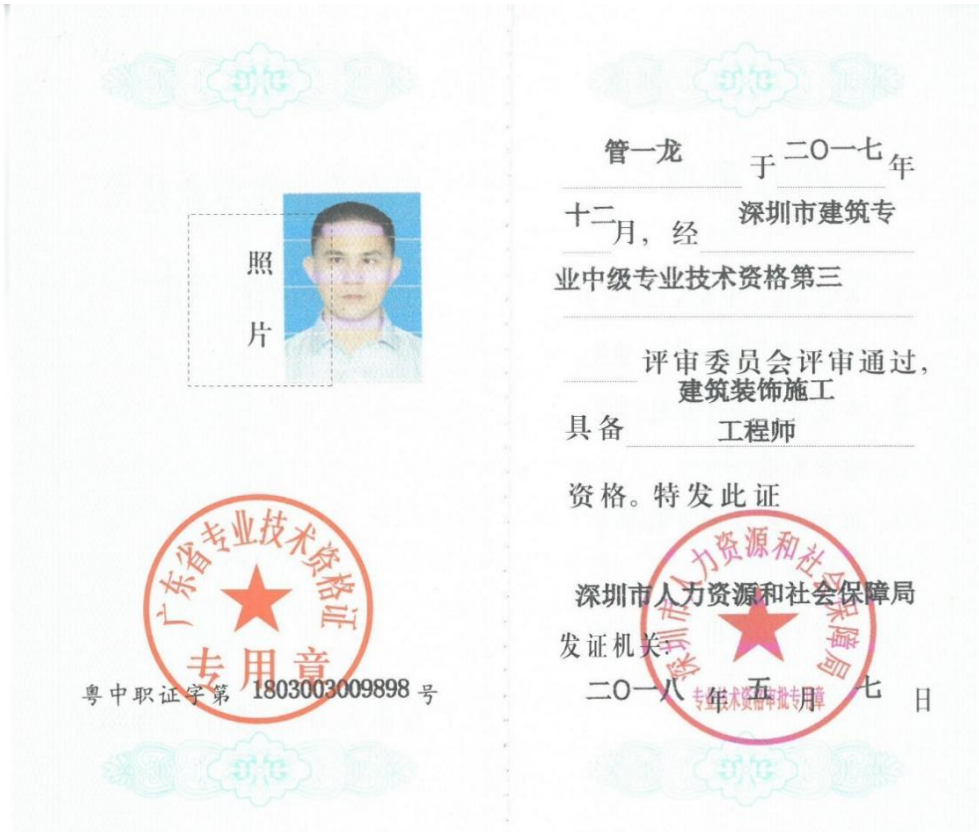 照
片
广东省专业技术资格证
专用章
粤中职证字第 1803003009898 号
管一龙 于 二〇一七 年
十二月，经 深圳市建筑专
业中级专业技术资格第三
评审委员会评审通过，
建筑装饰施工
具备 工程师
资格。特发此证
深圳市人力资源和社会保障局
深圳市人力资源和社会保障局
发证机关：
专业技术资格审批专用章
二〇一八 年 五 月 七 日